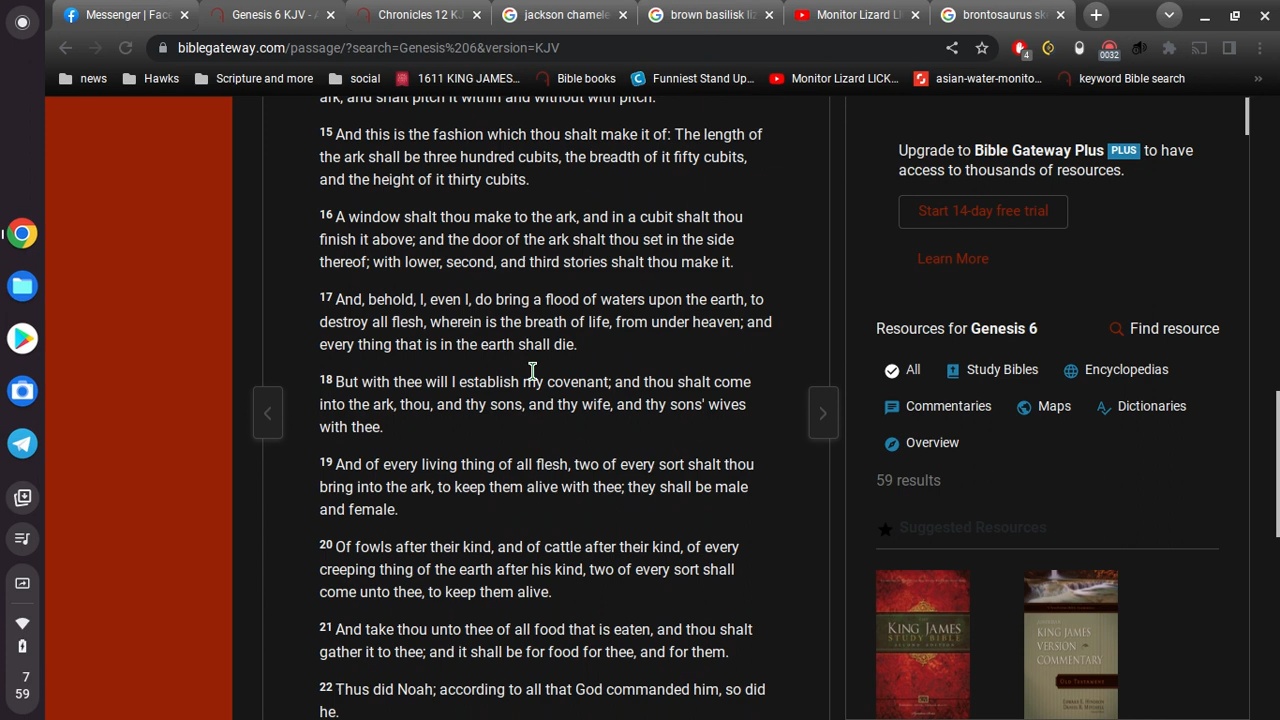 Messenger | Fac
Genesis 6 KJV - A
Chronicles 12 KJ
jackson chamele
brown basilisk liz
Monitor Lizard LI
brontosaurus sk
biblegateway.com/passage/?search=Genesis%206&version=KJV
4
0032
news
Hawks
Scripture and more
social
1611 KING JAMES...
Bible books
Funniest Stand Up...
Monitor Lizard LICK...
asian-water-monito...
keyword Bible search
»
ark, and shalt pitch it within and without with pitch.
15 And this is the fashion which thou shalt make it of: The length of
the ark shall be three hundred cubits, the breadth of it fifty cubits,
and the height of it thirty cubits.
16 A window shalt thou make to the ark, and in a cubit shalt thou
finish it above; and the door of the ark shalt thou set in the side
thereof; with lower, second, and third stories shalt thou make it.
17 And, behold, I, even I, do bring a flood of waters upon the earth, to
destroy all flesh, wherein is the breath of life, from under heaven; and
every thing that is in the earth shall die.
18 But with thee will I establish my covenant; and thou shalt come
into the ark, thou, and thy sons, and thy wife, and thy sons' wives
with thee.
19 And of every living thing of all flesh, two of every sort shalt thou
bring into the ark, to keep them alive with thee; they shall be male
and female.
20 Of fowls after their kind, and of cattle after their kind, of every
creeping thing of the earth after his kind, two of every sort shall
come unto thee, to keep them alive.
21 And take thou unto thee of all food that is eaten, and thou shalt
gather it to thee; and it shall be for food for thee, and for them.
22 Thus did Noah; according to all that God commanded him, so did
he.
Upgrade to Bible Gateway Plus PLUS to have
access to thousands of resources.
Start 14-day free trial
Learn More
Resources for Genesis 6
Find resource
All
Study Bibles
Encyclopedias
Commentaries
Maps
Dictionaries
Overview
59 results
Suggested Resources
KING JAMES
STUDY BIBLE
SECOND EDITION
KING JAMES
VERSION
COMMENTARY
OLD TESTAMENT
7
59